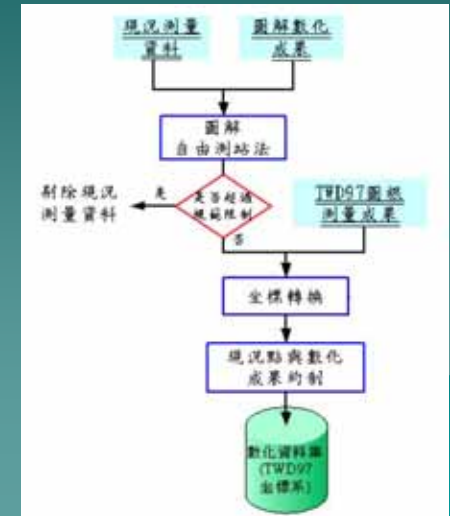 現況測量
資料
圖解數化
成果
圖解
自由測站法
剔除現況
測量資料
是
是否超過
規範限制
TWD97圖根
測量成果
否
坐標轉換
現況點與數化
成果約制
數化資料庫
(TWD97
坐標系)